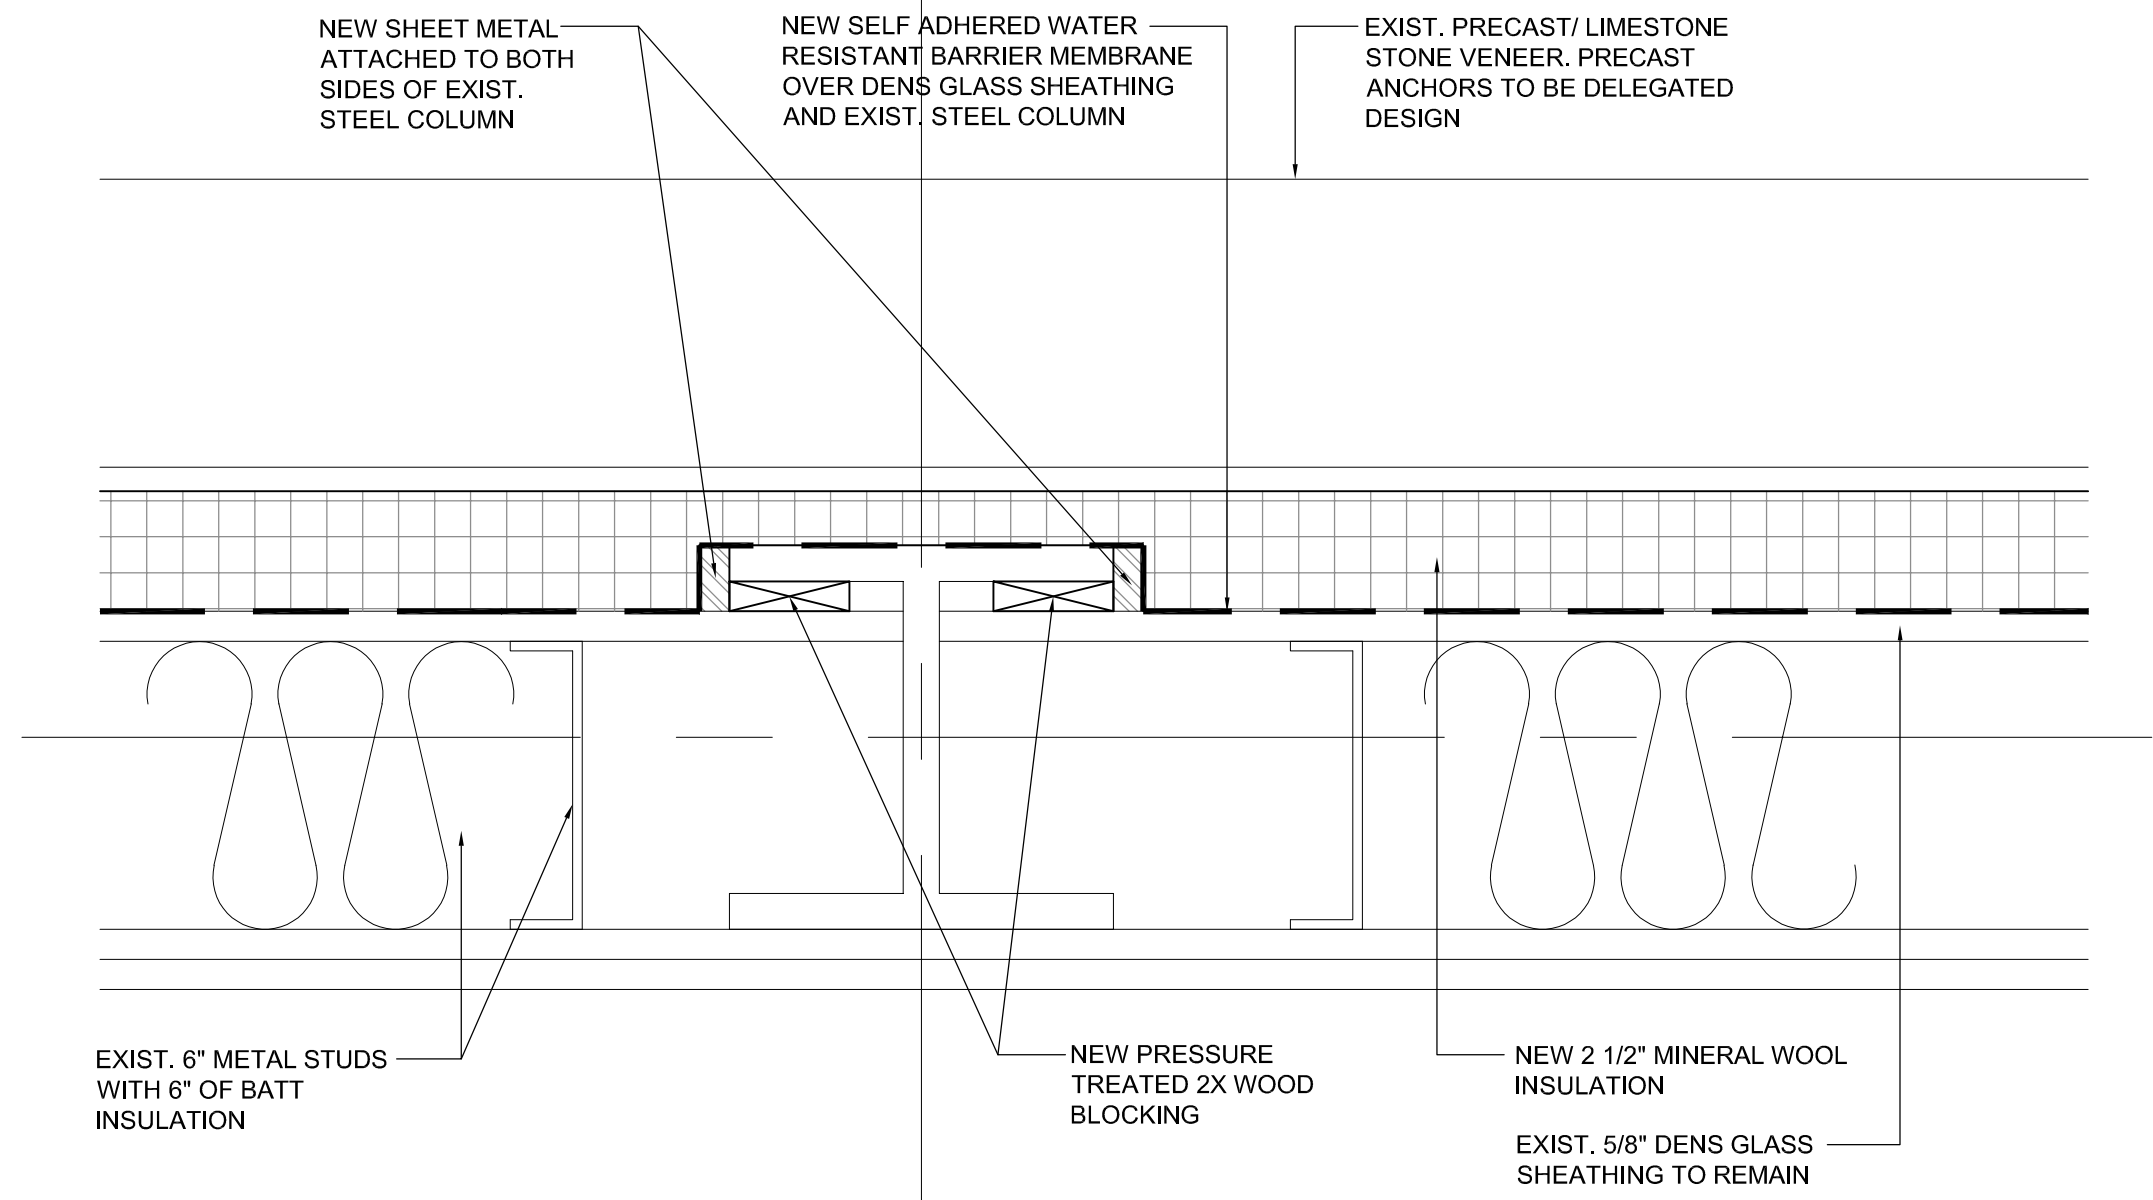 NEW SHEET METAL
ATTACHED TO BOTH
SIDES OF EXIST.
STEEL COLUMN
NEW SELF ADHERED WATER
RESISTANT BARRIER MEMBRANE
OVER DENS GLASS SHEATHING
AND EXIST. STEEL COLUMN
EXIST. PRECAST/ LIMESTONE
STONE VENEER. PRECAST
ANCHORS TO BE DELEGATED
DESIGN
EXIST. 6" METAL STUDS
WITH 6" OF BATT
INSULATION
NEW PRESSURE
TREATED 2X WOOD
BLOCKING
NEW 2 1/2" MINERAL WOOL
INSULATION
EXIST. 5/8" DENS GLASS
SHEATHING TO REMAIN